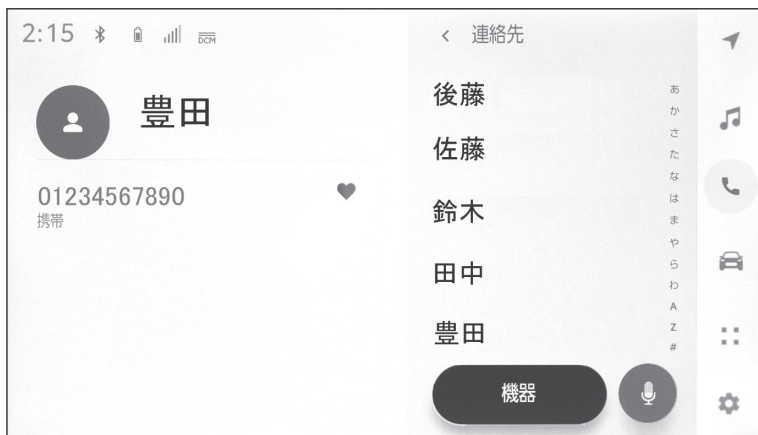 2:15 DCM
豊田
01234567890
携帯
< 連絡先
後藤
佐藤
鈴木
田中
豊田
機器
あ
か
さ
た
な
は
ま
や
ら
わ
A
Z
#